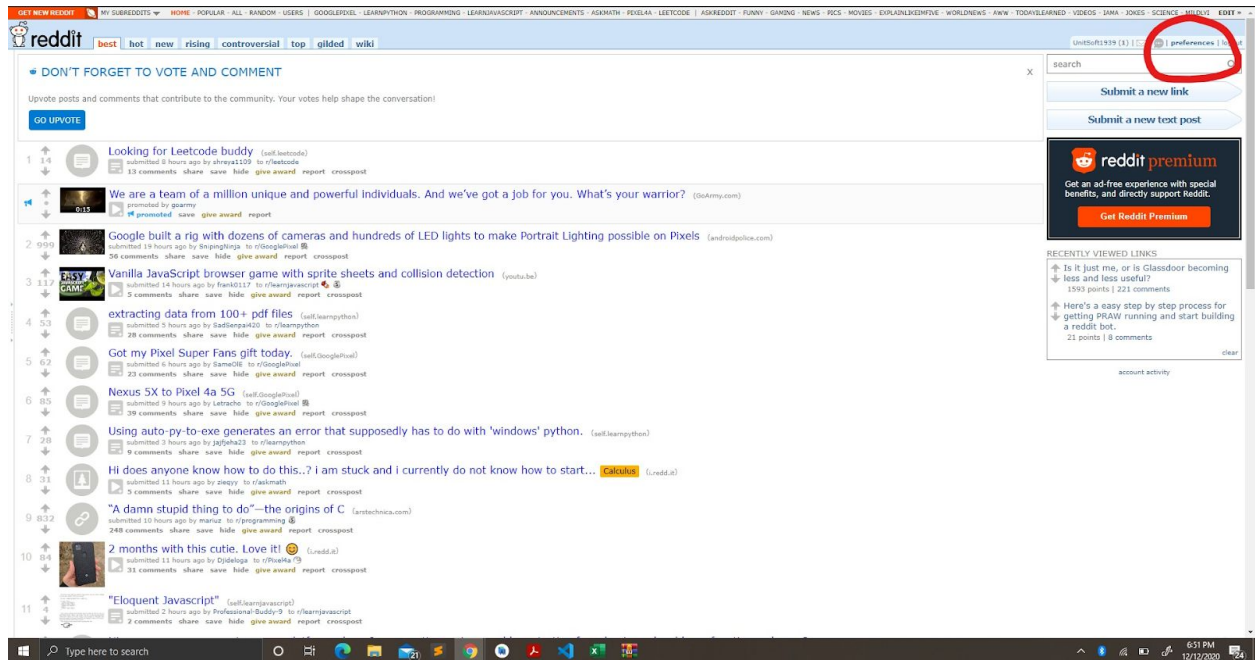 GET NEW REDDIT MY SUBREDDITS HOME - POPULAR - ALL - RANDOM - USERS | GOOGLEPIXEL - LEARNPYTHON - PROGRAMMING - LEARNJAVASCRIPT - ANNOUNCEMENTS - ASKMATH - PIXEL4A - LEETCODE | ASKREDDIT - FUNNY - GAMING - NEWS - PICS - MOVIES - EXPLAINLIKEIMFIVE - WORLDNEWS - AWW - TODAYILEARNED - VIDEOS - IAMA - JOKES - SCIENCE - MILDLYI EDIT »
reddit best hot new rising controversial top gilded wiki
UnitSoft1939 (1) | preferences |
DON'T FORGET TO VOTE AND COMMENT x
Upvote posts and comments that contribute to the community. Your votes help shape the conversation!
GO UPVOTE
1 14 Looking for Leetcode buddy (self.leetcode)
submitted 8 hours ago by shreya1109 to r/leetcode
13 comments share save hide give award report crosspost
We are a team of a million unique and powerful individuals. And we've got a job for you. What's your warrior? (GoArmy.com)
0:15 promoted by goarmy
promoted save give award report
2 999 Google built a rig with dozens of cameras and hundreds of LED lights to make Portrait Lighting possible on Pixels (androidpolice.com)
submitted 19 hours ago by SnipingNinja to r/GooglePixel
56 comments share save hide give award report crosspost
3 117 EASY GAME Vanilla JavaScript browser game with sprite sheets and collision detection (youtu.be)
submitted 14 hours ago by frank0117 to r/learnjavascript
5 comments share save hide give award report crosspost
4 53 extracting data from 100+ pdf files (self.learnpython)
submitted 5 hours ago by SadSenpai420 to r/learnpython
28 comments share save hide give award report crosspost
5 62 Got my Pixel Super Fans gift today. (self.GooglePixel)
submitted 6 hours ago by SameOlE to r/GooglePixel
23 comments share save hide give award report crosspost
6 85 Nexus 5X to Pixel 4a 5G (self.GooglePixel)
submitted 9 hours ago by Letracho to r/GooglePixel
39 comments share save hide give award report crosspost
7 28 Using auto-py-to-exe generates an error that supposedly has to do with 'windows' python. (self.learnpython)
submitted 3 hours ago by jajfjeha23 to r/learnpython
9 comments share save hide give award report crosspost
8 31 Hi does anyone know how to do this..? i am stuck and i currently do not know how to start... Calculus (i.redd.it)
submitted 11 hours ago by zieqyy to r/askmath
5 comments share save hide give award report crosspost
9 832 "A damn stupid thing to do"—the origins of C (arstechnica.com)
submitted 10 hours ago by mariuz to r/programming
248 comments share save hide give award report crosspost
10 84 2 months with this cutie. Love it! (i.redd.it)
submitted 11 hours ago by Djideloga to r/Pixel4a
31 comments share save hide give award report crosspost
11 4 "Eloquent Javascript" (self.learnjavascript)
submitted 2 hours ago by Professional-Buddy-9 to r/learnjavascript
2 comments share save hide give award report crosspost
search
Submit a new link
Submit a new text post
reddit premium
Get an ad-free experience with special
benefits, and directly support Reddit.
Get Reddit Premium
RECENTLY VIEWED LINKS
Is it just me, or is Glassdoor becoming
less and less useful?
1593 points | 221 comments
Here's a easy step by step process for
getting PRAW running and start building
a reddit bot.
21 points | 8 comments
clear
account activity
Type here to search
21
6:51 PM
12/12/2020
24